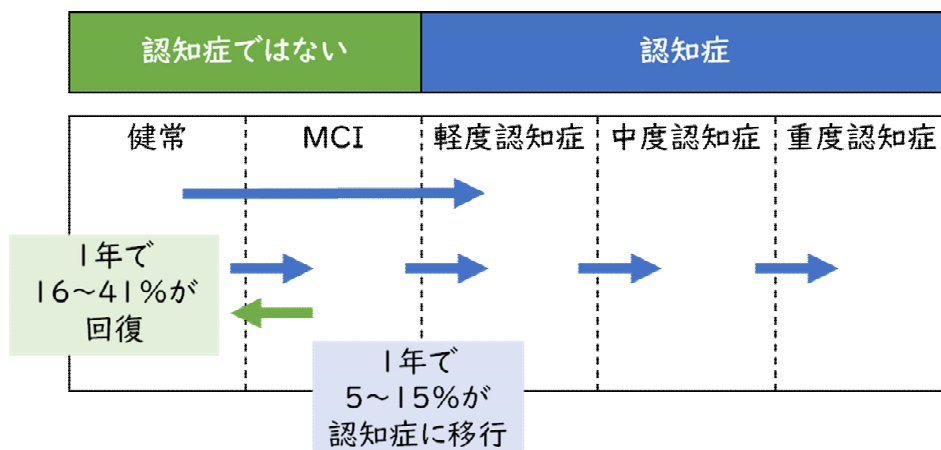 認知症ではない
認知症
健常
MCI
軽度認知症
中度認知症
重度認知症
1年で
16~41%が
回復
1年で
5~15%が
認知症に移行